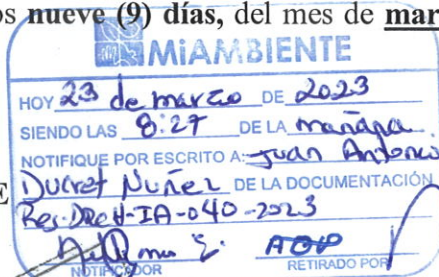 os nueve (9) días, del mes de mar
MiAMBIENTE
HOY 23 de marzo DE 2023
SIENDO LAS 8:27 DE LA mañana
NOTIFIQUE POR ESCRITO A: Juan Antonio
E Ducret Nuñez DE LA DOCUMENTACIÓN
Res-DRCH-IA-040-2023
NOTIFICADOR RETIRADO POR